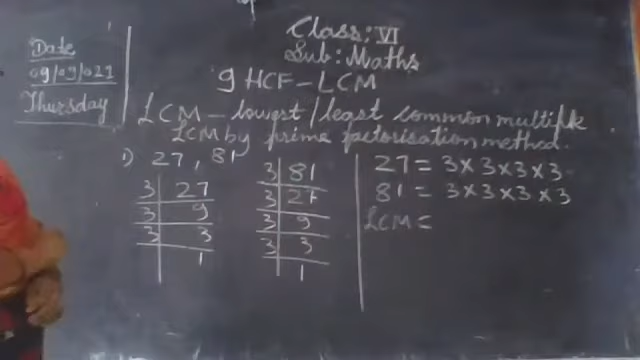 Class: VI
Sub: Maths
Date
09/09/021
Thursday
9 HCF - LCM
LCM - lowest/least common multiple
LCM by prime factorisation method.
1) 27, 81
3 27
3 9
3 3
1
3 81
3 27
3 9
3 3
1
27 = 3×3×3×3
81 = 3×3×3×3
LCM =